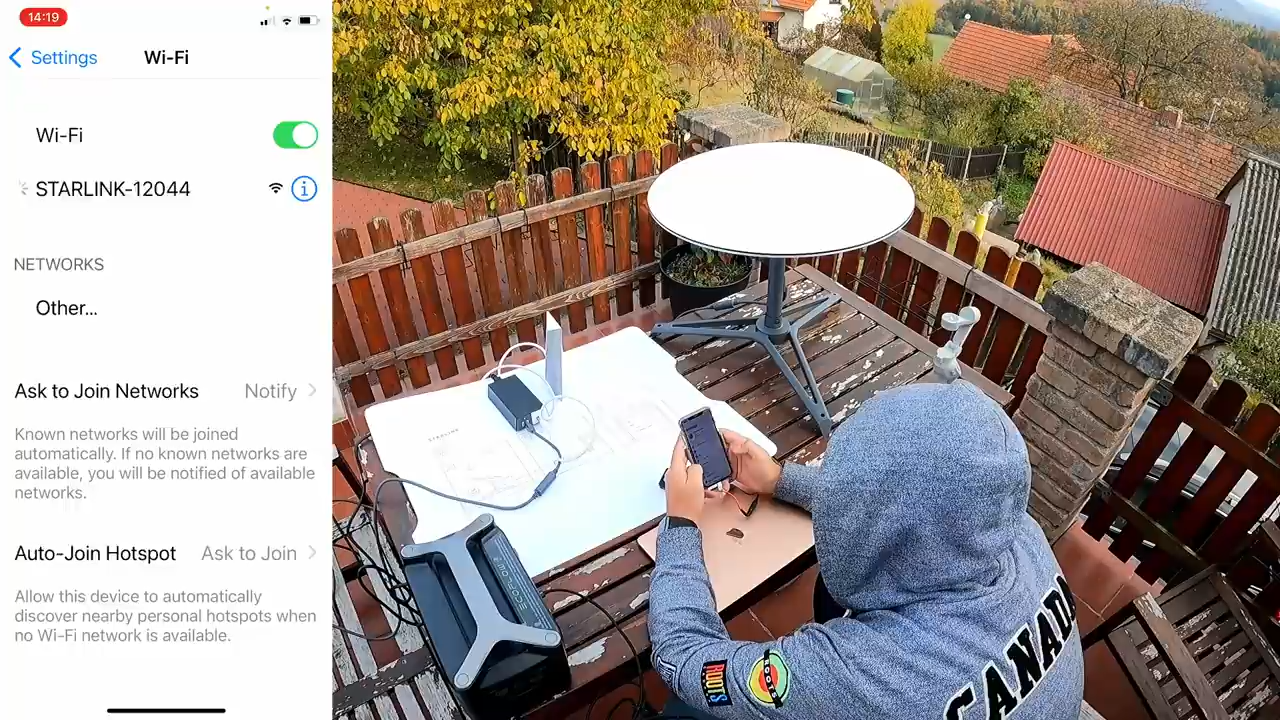 14:19
Settings
Wi-Fi
Wi-Fi
STARLINK-12044
NETWORKS
Other...
Ask to Join Networks Notify
Known networks will be joined
automatically. If no known networks are
available, you will be notified of available
networks.
Auto-Join Hotspot Ask to Join
Allow this device to automatically
discover nearby personal hotspots when
no Wi-Fi network is available.
STARLINK
ROOTS
ROOTS
CANADA